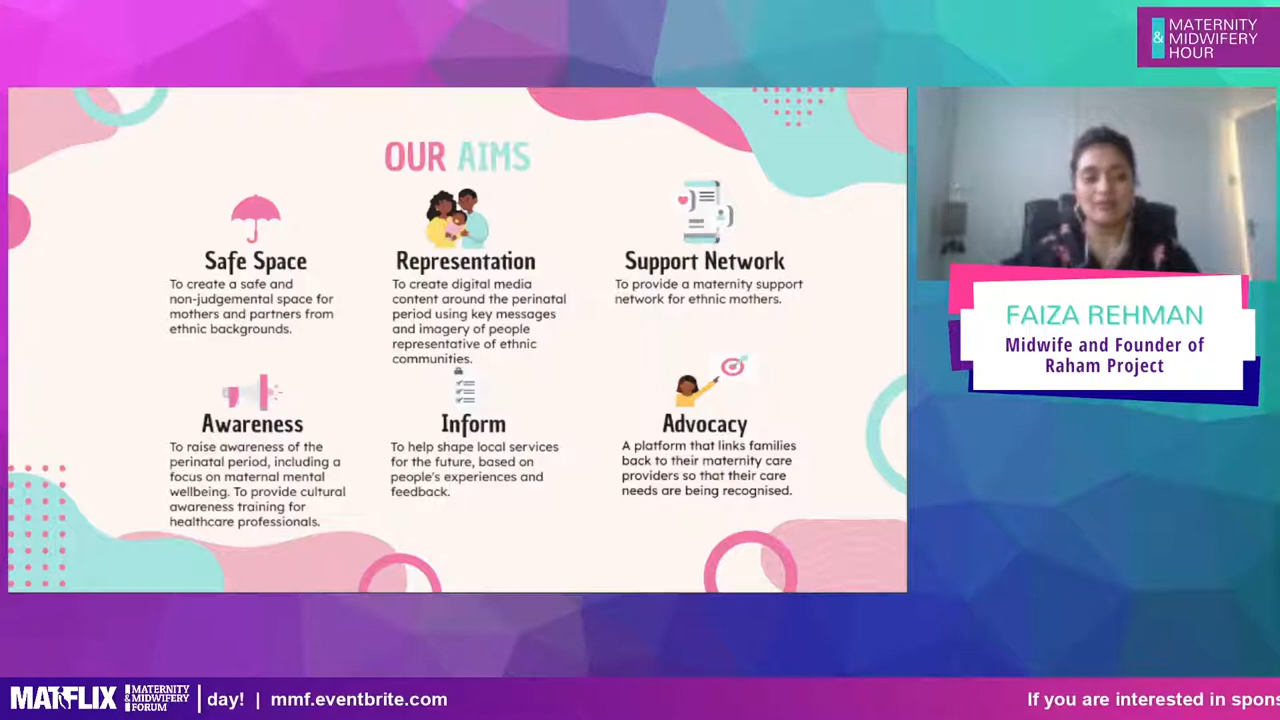 MATERNITY
& MIDWIFERY
HOUR
OUR AIMS
Safe Space
To create a safe and
non-judgemental space for
mothers and partners from
ethnic backgrounds.
Representation
To create digital media
content around the perinatal
period using key messages
and imagery of people
representative of ethnic
communities.
Support Network
To provide a maternity support
network for ethnic mothers.
Awareness
To raise awareness of the
perinatal period, including a
focus on maternal mental
wellbeing. To provide cultural
awareness training for
healthcare professionals.
Inform
To help shape local services
for the future, based on
people's experiences and
feedback.
Advocacy
A platform that links families
back to their maternity care
providers so that their care
needs are being recognised.
FAIZA REHMAN
Midwife and Founder of
Raham Project
MATFLIX
MATERNITY
& MIDWIFERY
FORUM
day! | mmf.eventbrite.com
If you are interested in spons